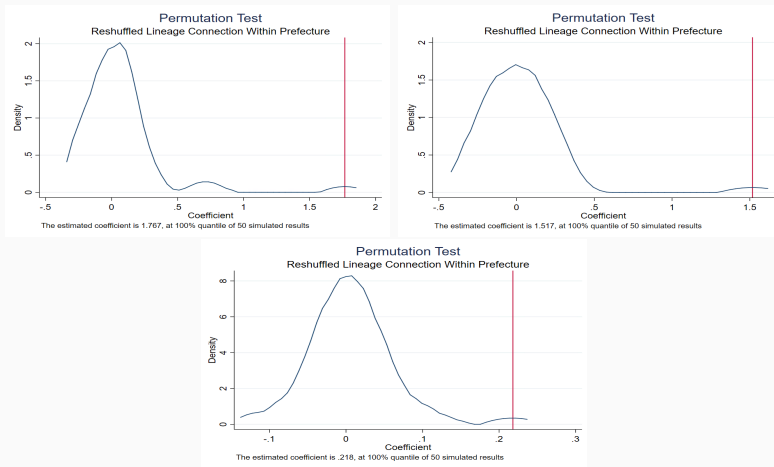 Permutation Test
Reshuffled Lineage Connection Within Prefecture
Density
0 .5 1 1.5 2
-.5 0 .5 1 1.5 2
Coefficient
The estimated coefficient is 1.767, at 100% quantile of 50 simulated results
Permutation Test
Reshuffled Lineage Connection Within Prefecture
Density
0 .5 1 1.5 2
-.5 0 .5 1 1.5
Coefficient
The estimated coefficient is 1.517, at 100% quantile of 50 simulated results
Permutation Test
Reshuffled Lineage Connection Within Prefecture
Density
0 2 4 6 8
-.1 0 .1 .2 .3
Coefficient
The estimated coefficient is .218, at 100% quantile of 50 simulated results